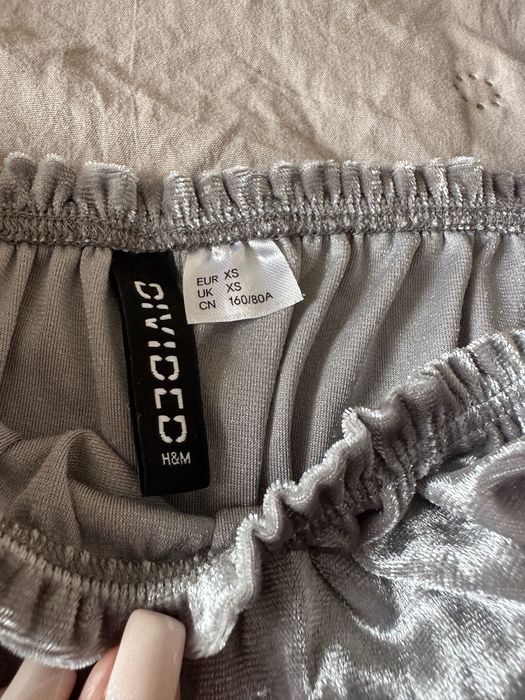 DIVIDED
H&M
EUR XS
UK XS
CN 160/80A